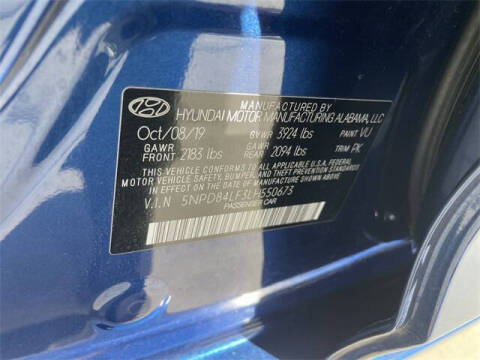 MANUFACTURED BY
HYUNDAI MOTOR MANUFACTURING ALABAMA, LLC
Oct/08/19 GVWR 3924 lbs PAINT VU
GAWR FRONT 2183 lbs GAWR REAR 2094 lbs TRIM PK
THIS VEHICLE CONFORMS TO ALL APPLICABLE U.S.A. FEDERAL
MOTOR VEHICLE SAFETY, BUMPER, AND THEFT PREVENTION STANDARDS
IN EFFECT ON THE DATE OF MANUFACTURE SHOWN ABOVE.
V.I.N 5NPD84LF3LH550673
PASSENGER CAR